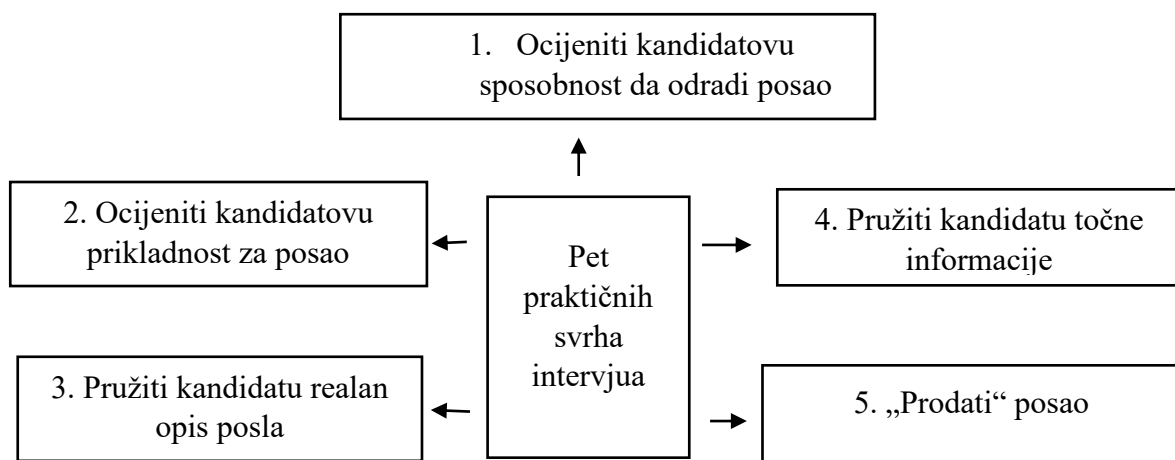 1. Ocijeniti kandidatovu
sposobnost da odradi posao
2. Ocijeniti kandidatovu
prikladnost za posao
Pet
praktičnih
svrha
intervjua
4. Pružiti kandidatu točne
informacije
3. Pružiti kandidatu realan
opis posla
5. „Prodati“ posao